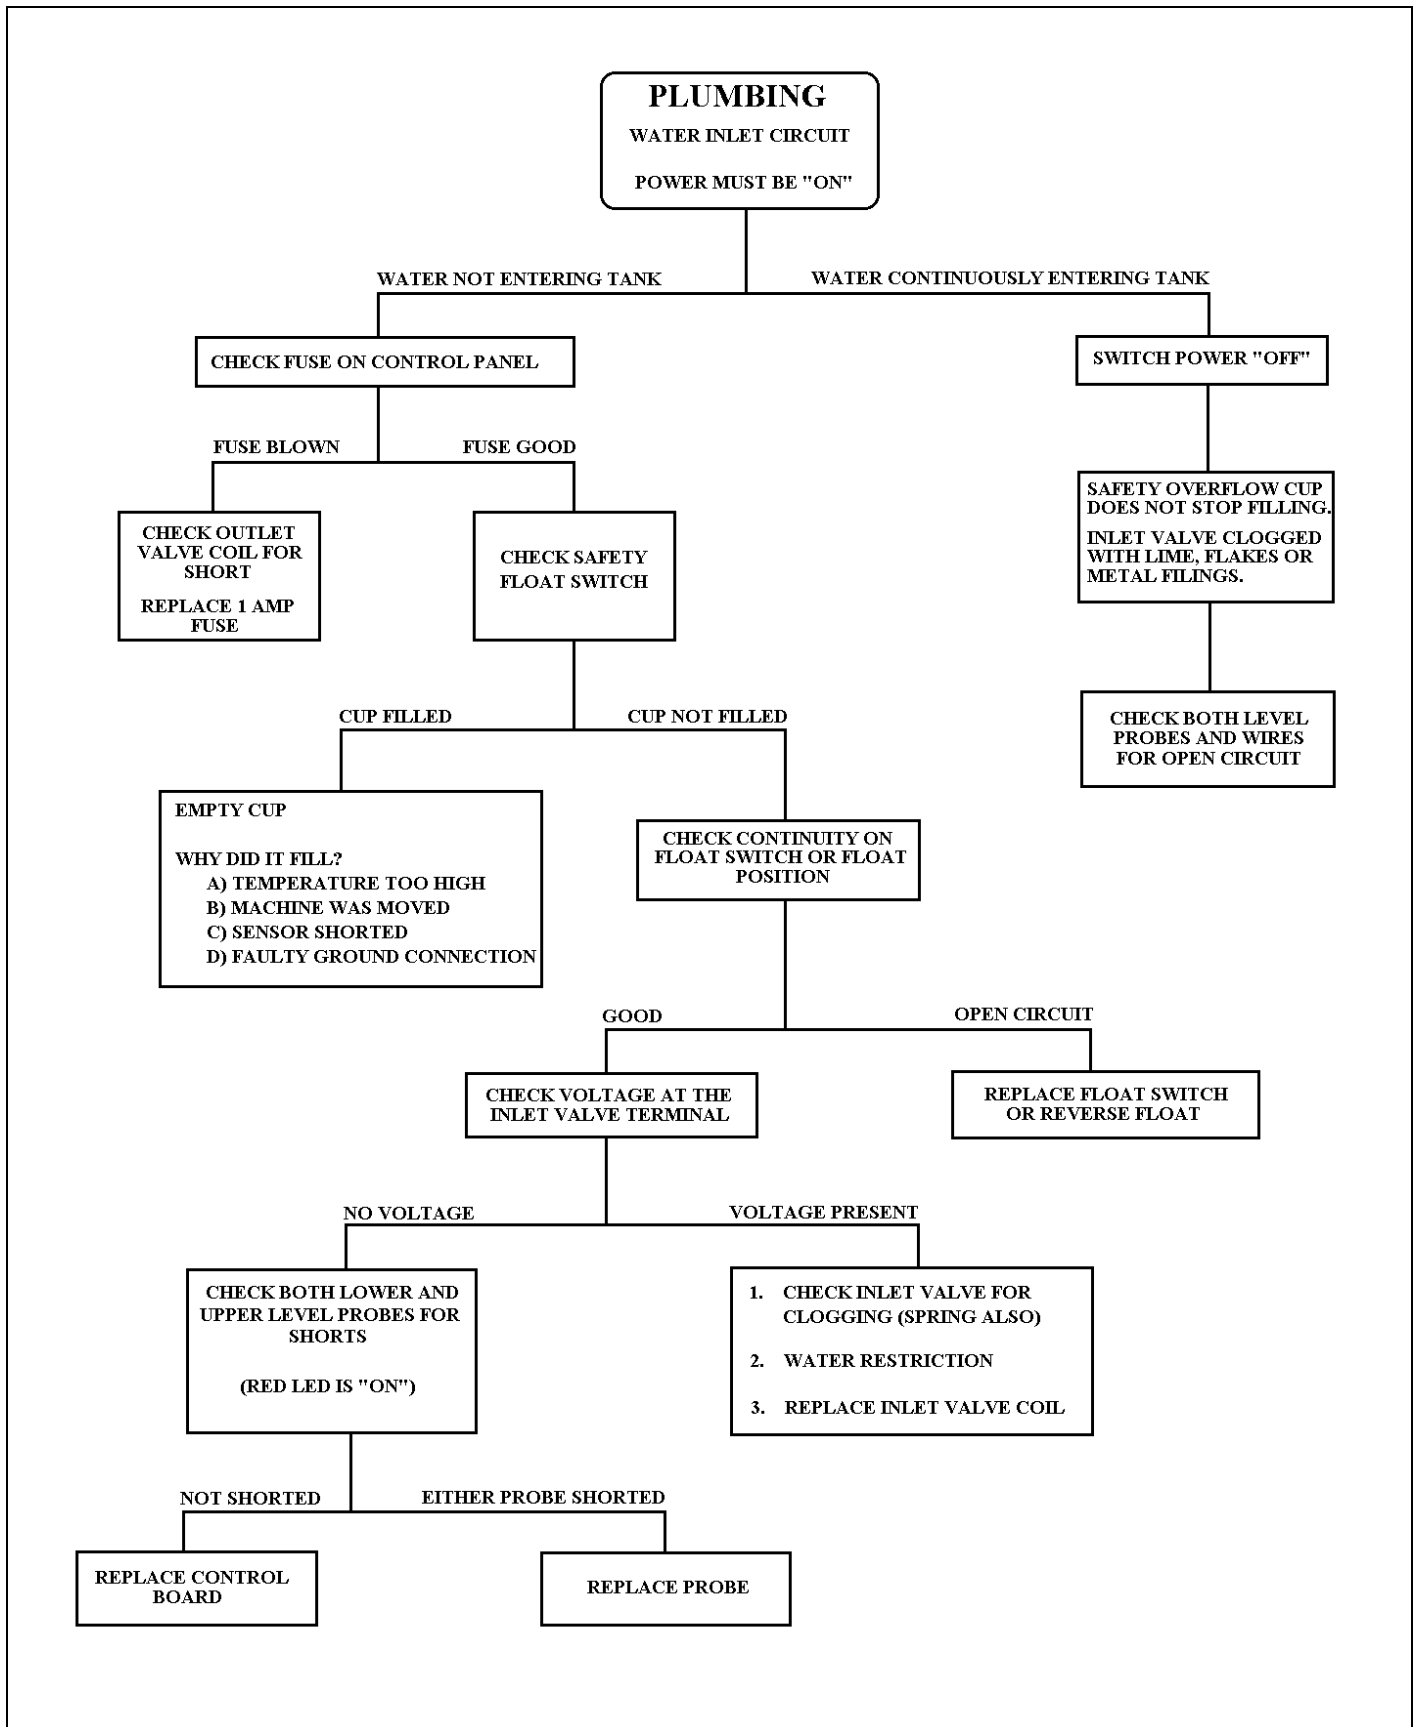 PLUMBING
WATER INLET CIRCUIT
POWER MUST BE "ON"
WATER NOT ENTERING TANK
WATER CONTINUOUSLY ENTERING TANK
CHECK FUSE ON CONTROL PANEL
SWITCH POWER "OFF"
FUSE BLOWN
FUSE GOOD
CHECK OUTLET
VALVE COIL FOR
SHORT
REPLACE 1 AMP
FUSE
CHECK SAFETY
FLOAT SWITCH
SAFETY OVERFLOW CUP
DOES NOT STOP FILLING.
INLET VALVE CLOGGED
WITH LIME, FLAKES OR
METAL FILINGS.
CHECK BOTH LEVEL
PROBES AND WIRES
FOR OPEN CIRCUIT
CUP FILLED
CUP NOT FILLED
EMPTY CUP
WHY DID IT FILL?
A) TEMPERATURE TOO HIGH
B) MACHINE WAS MOVED
C) SENSOR SHORTED
D) FAULTY GROUND CONNECTION
CHECK CONTINUITY ON
FLOAT SWITCH OR FLOAT
POSITION
GOOD
OPEN CIRCUIT
CHECK VOLTAGE AT THE
INLET VALVE TERMINAL
REPLACE FLOAT SWITCH
OR REVERSE FLOAT
NO VOLTAGE
VOLTAGE PRESENT
CHECK BOTH LOWER AND
UPPER LEVEL PROBES FOR
SHORTS
(RED LED IS "ON")
1. CHECK INLET VALVE FOR
CLOGGING (SPRING ALSO)
2. WATER RESTRICTION
3. REPLACE INLET VALVE COIL
NOT SHORTED
EITHER PROBE SHORTED
REPLACE CONTROL
BOARD
REPLACE PROBE